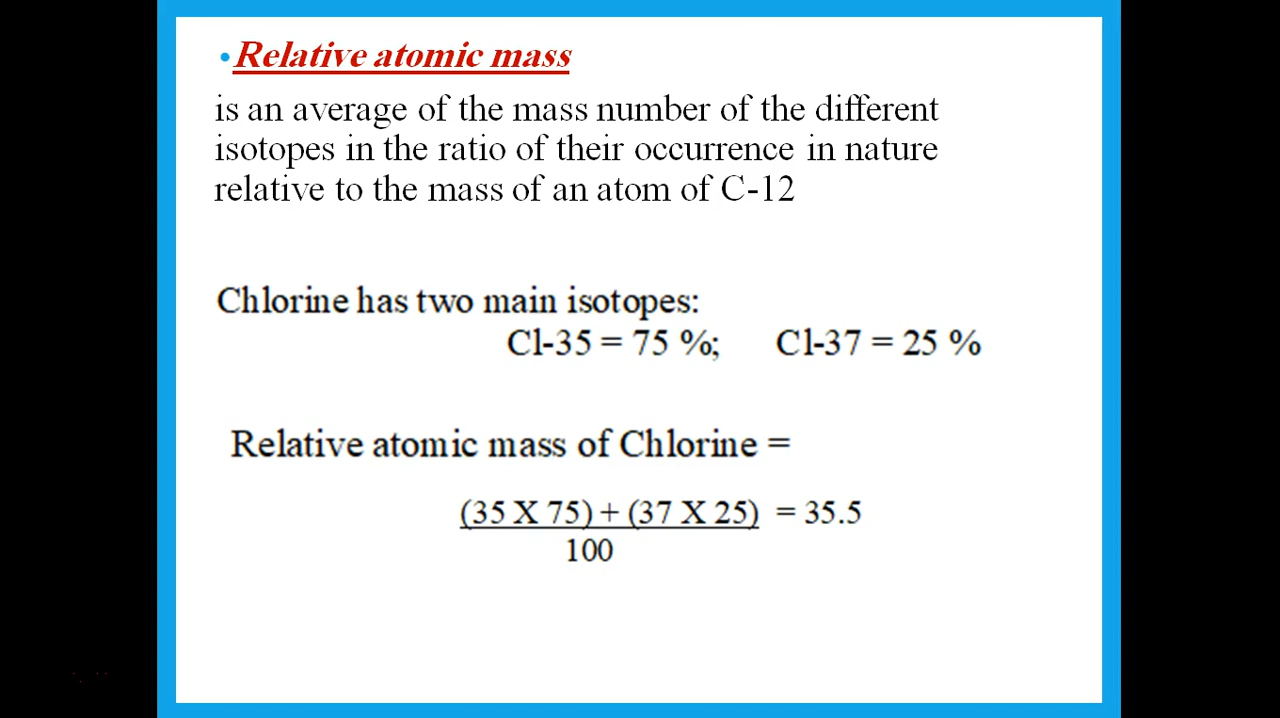 •Relative atomic mass
is an average of the mass number of the different
isotopes in the ratio of their occurrence in nature
relative to the mass of an atom of C-12
Chlorine has two main isotopes:
Cl-35 = 75 %; Cl-37 = 25 %
Relative atomic mass of Chlorine =
(35 X 75) + (37 X 25) = 35.5
100